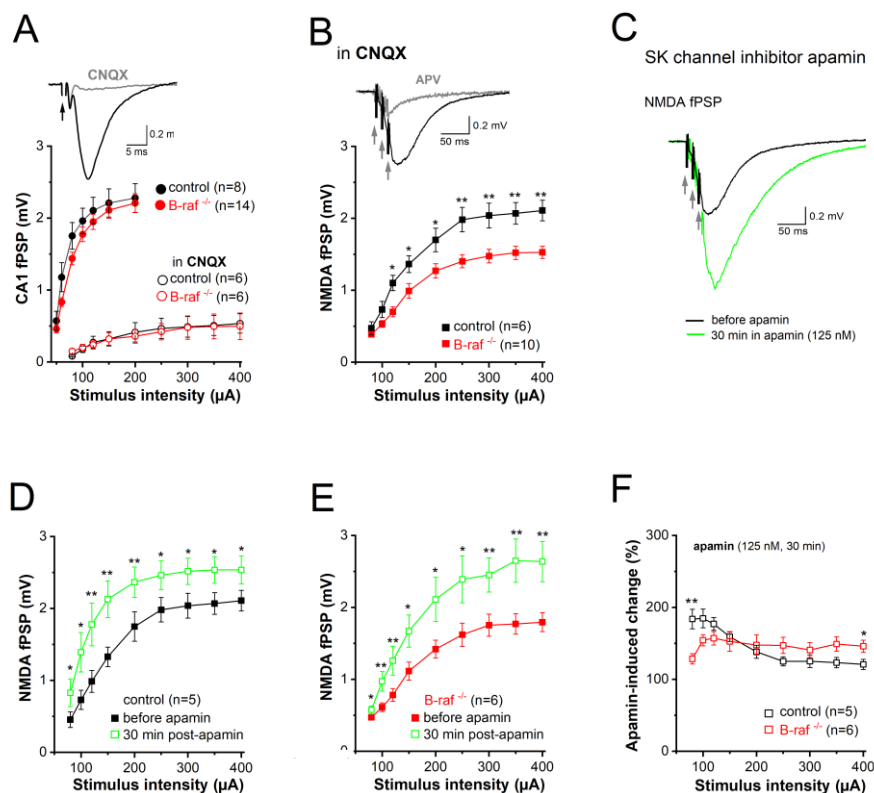 A
CNQX
0.2 m
5 ms
3
2
1
0
CA1 fPSP (mV)
control (n=8)
B-raf -/- (n=14)
in CNQX
control (n=6)
B-raf -/- (n=6)
100 200 300 400
Stimulus intensity (µA)
B
in CNQX
APV
0.2 mV
50 ms
3
2
1
0
NMDA fPSP (mV)
* * * ** ** ** **
control (n=6)
B-raf -/- (n=10)
100 200 300 400
Stimulus intensity (µA)
C
SK channel inhibitor apamin
NMDA fPSP
0.2 mV
50 ms
before apamin
30 min in apamin (125 nM)
D
3
2
1
0
NMDA fPSP (mV)
* * ** ** ** * * * *
control (n=5)
before apamin
30 min post-apamin
100 200 300 400
Stimulus intensity (µA)
E
3
2
1
0
NMDA fPSP (mV)
* ** ** * * * ** ** **
B-raf -/- (n=6)
before apamin
30 min post-apamin
100 200 300 400
Stimulus intensity (µA)
F
300
200
100
0
Apamin-induced change (%)
apamin (125 nM, 30 min)
** *
control (n=5)
B-raf -/- (n=6)
100 200 300 400
Stimulus intensity (µA)